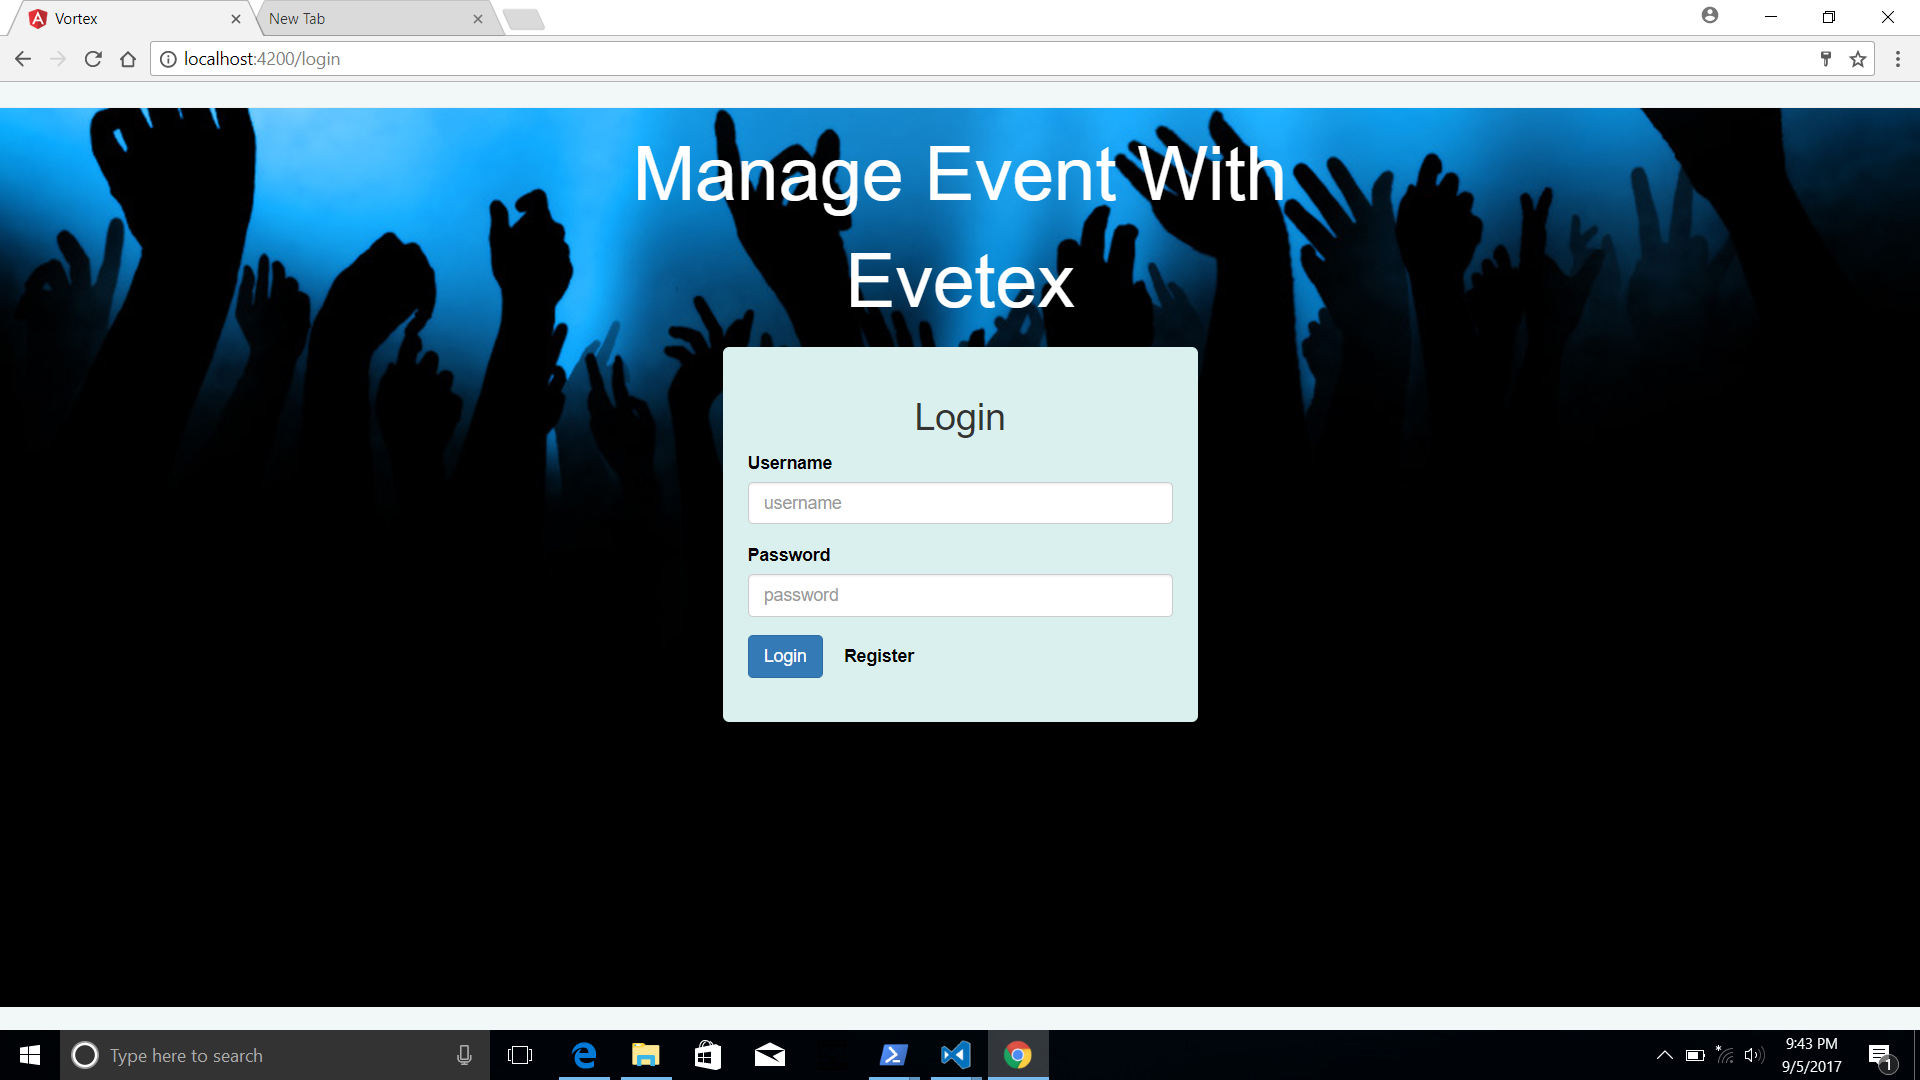 Vortex
New Tab
localhost:4200/login
Manage Event With
Evetex
Login
Username
username
Password
password
Login Register
Type here to search
9:43 PM
9/5/2017
1